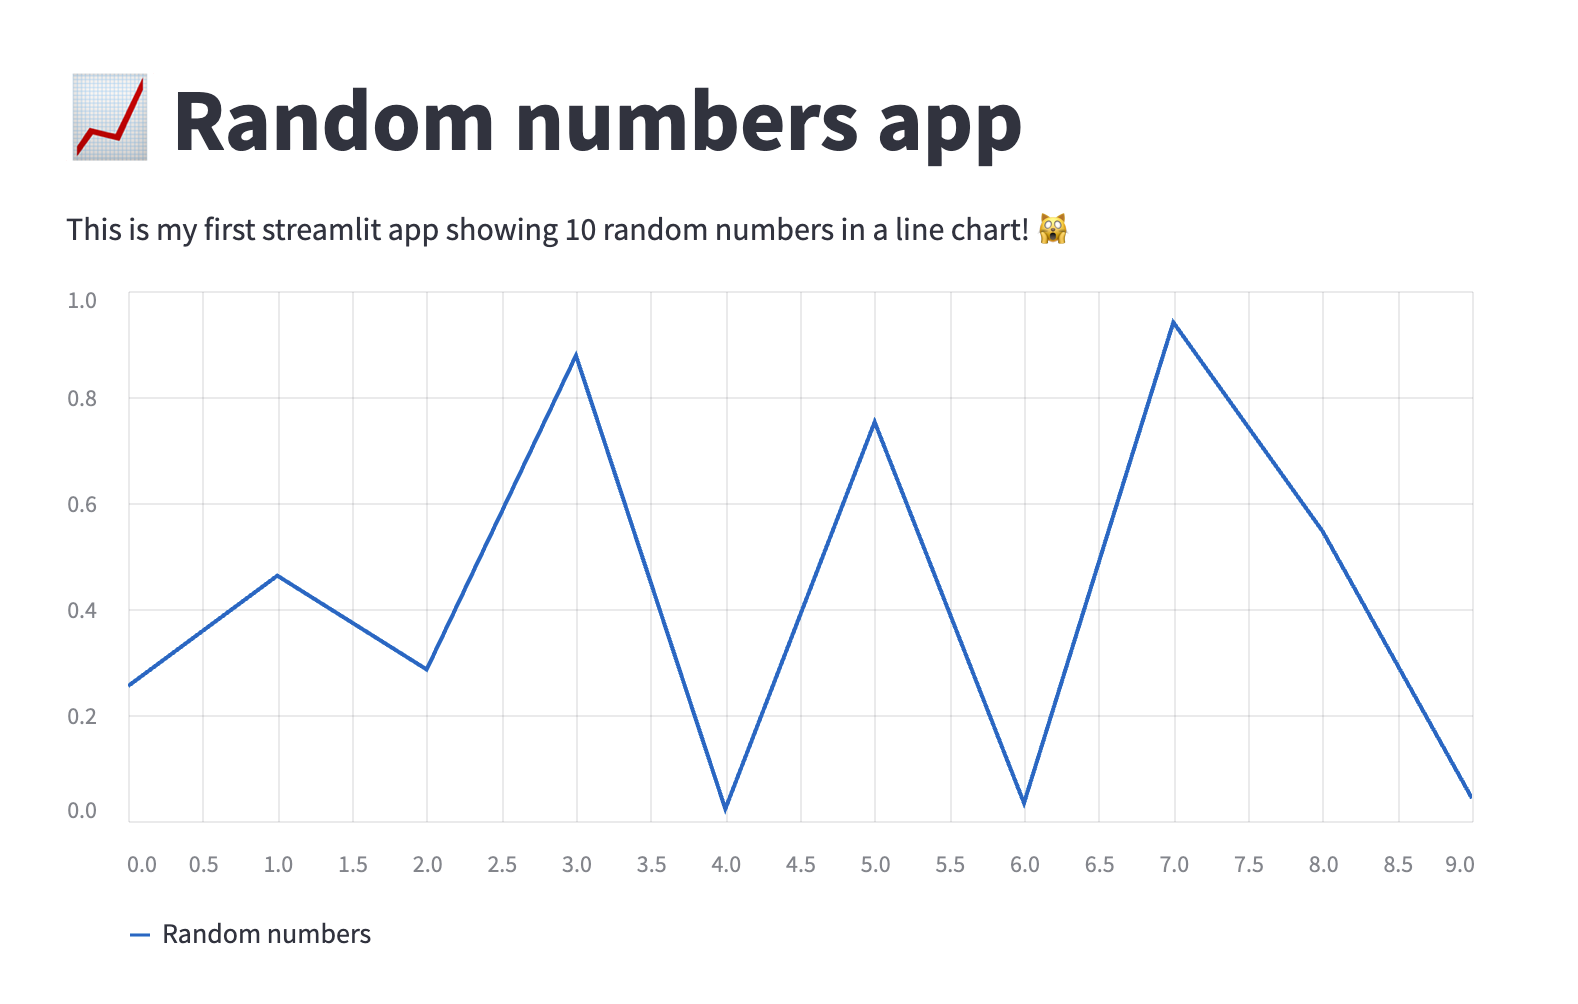 Random numbers app
This is my first streamlit app showing 10 random numbers in a line chart! 🙀
1.0
0.8
0.6
0.4
0.2
0.0
0.0 0.5 1.0 1.5 2.0 2.5 3.0 3.5 4.0 4.5 5.0 5.5 6.0 6.5 7.0 7.5 8.0 8.5 9.0
Random numbers